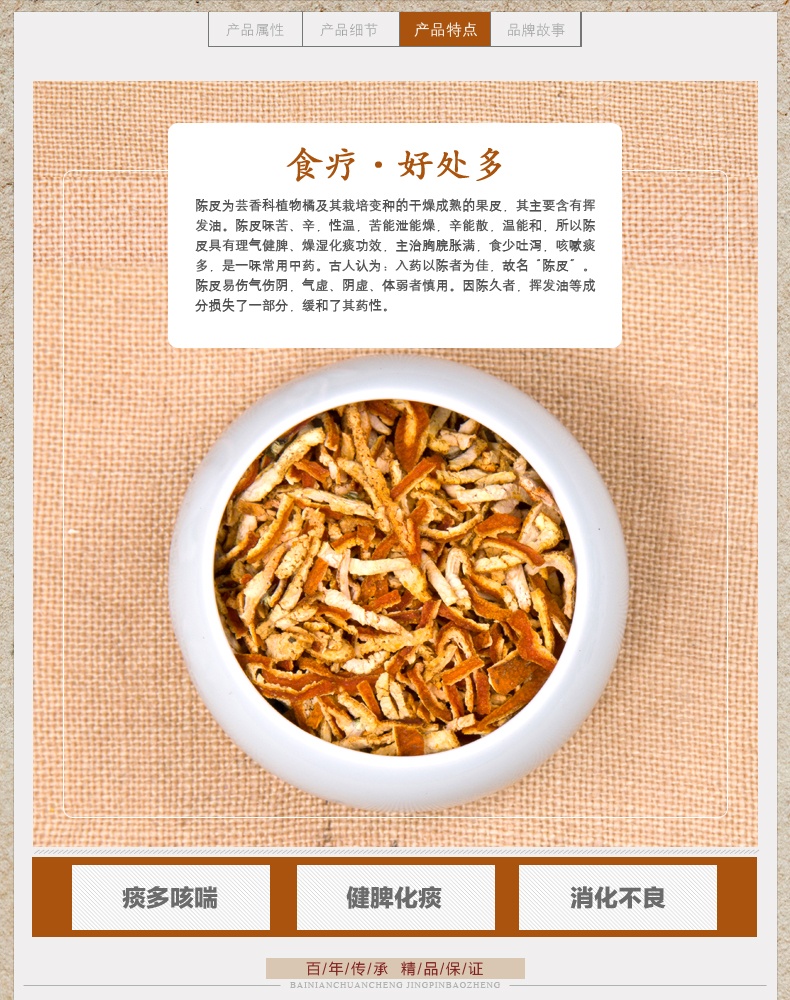 产品属性 产品细节 产品特点 品牌故事
食疗·好处多
陈皮为芸香科植物橘及其栽培变种的干燥成熟的果皮，其主要含有挥
发油。陈皮味苦、辛，性温，苦能泄能燥，辛能散，温能和，所以陈
皮具有理气健脾、燥湿化痰功效，主治胸脘胀满，食少吐泻，咳嗽痰
多，是一味常用中药。古人认为：入药以陈者为佳，故名“陈皮”。
陈皮易伤气伤阴，气虚、阴虚、体弱者慎用。因陈久者，挥发油等成
分损失了一部分，缓和了其药性。
痰多咳喘 健脾化痰 消化不良
百/年/传/承 精/品/保/证
BAINIANCHUANCHENG JINGPINBAOZHENG